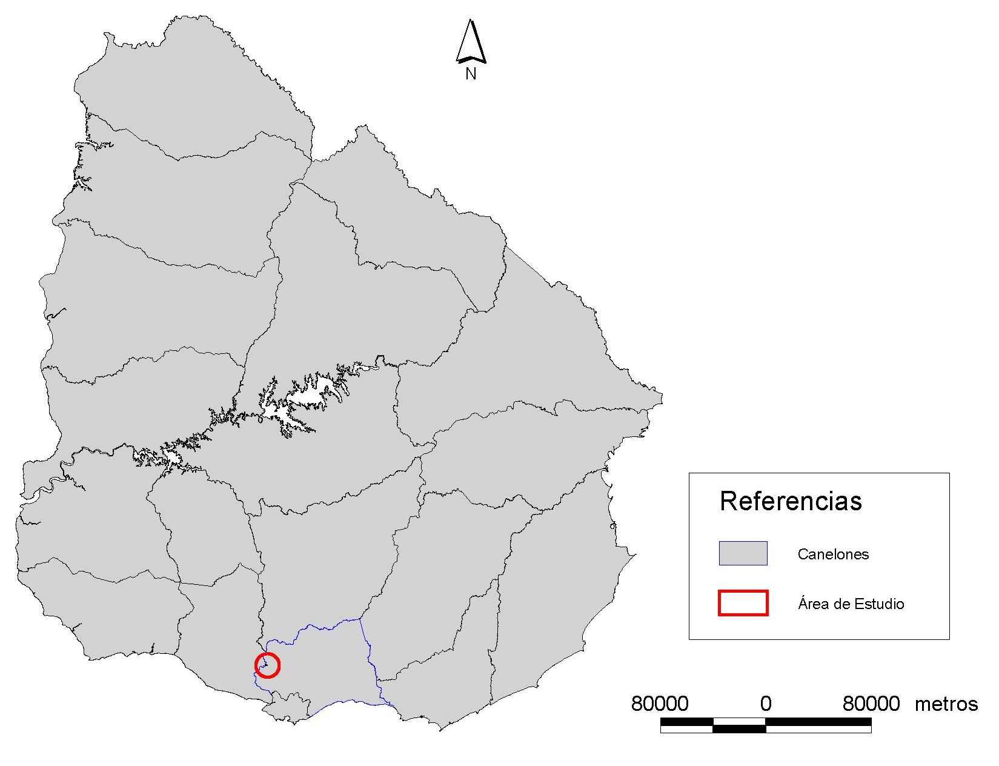 N
Referencias
Canelones
Área de Estudio
80000 0 80000 metros